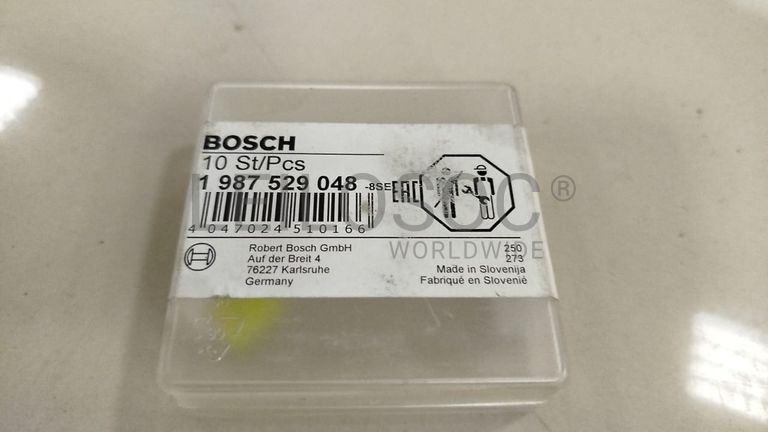 BOSCH
10 St/Pcs
1 987 529 048 -8SE EAC
4 047024 510166
Robert Bosch GmbH
Auf der Breit 4
76227 Karlsruhe
Germany
250
273
Made in Slovenija
Fabriqué en Slovenié
WORLDWIDE